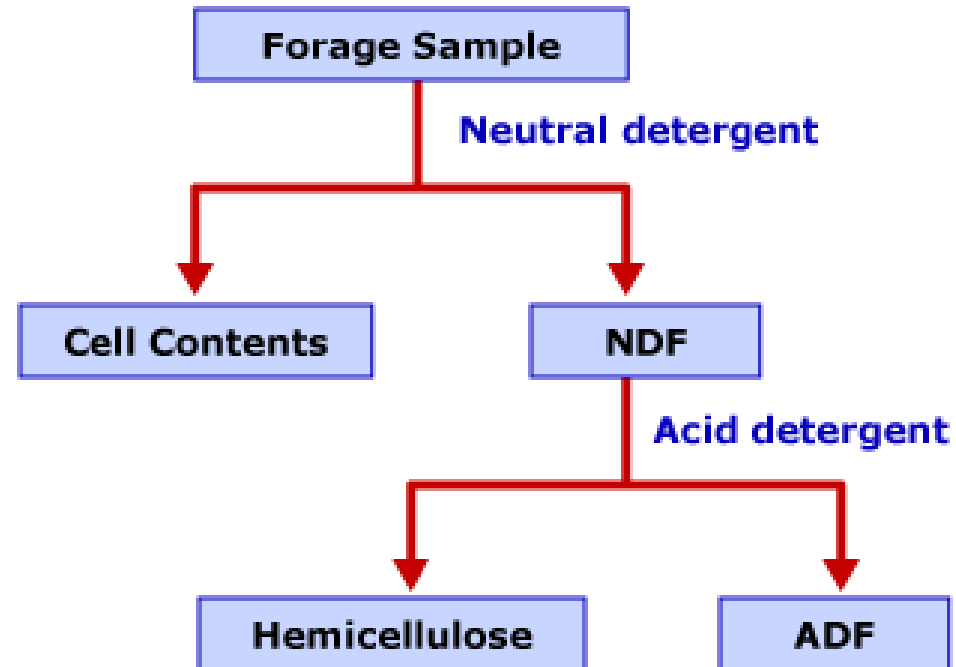 Forage Sample
Neutral detergent
Cell Contents
NDF
Acid detergent
Hemicellulose
ADF